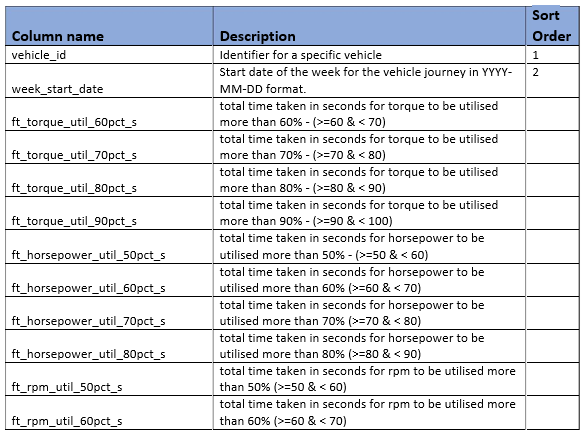 Column name Description Sort Order
vehicle_id Identifier for a specific vehicle 1
week_start_date Start date of the week for the vehicle journey in YYYY-
MM-DD format. 2
ft_torque_util_60pct_s total time taken in seconds for torque to be utilised
more than 60% - (>=60 & < 70)
ft_torque_util_70pct_s total time taken in seconds for torque to be utilised
more than 70% - (>=70 & < 80)
ft_torque_util_80pct_s total time taken in seconds for torque to be utilised
more than 80% - (>=80 & < 90)
ft_torque_util_90pct_s total time taken in seconds for torque to be utilised
more than 90% - (>=90 & < 100)
ft_horsepower_util_50pct_s total time taken in seconds for horsepower to be
utilised more than 50% - (>=50 & < 60)
ft_horsepower_util_60pct_s total time taken in seconds for horsepower to be
utilised more than 60% (>=60 & < 70)
ft_horsepower_util_70pct_s total time taken in seconds for horsepower to be
utilised more than 70% (>=70 & < 80)
ft_horsepower_util_80pct_s total time taken in seconds for horsepower to be
utilised more than 80% (>=80 & < 90)
ft_rpm_util_50pct_s total time taken in seconds for rpm to be utilised more
than 50% (>=50 & < 60)
ft_rpm_util_60pct_s total time taken in seconds for rpm to be utilised more
than 60% (>=60 & < 70)